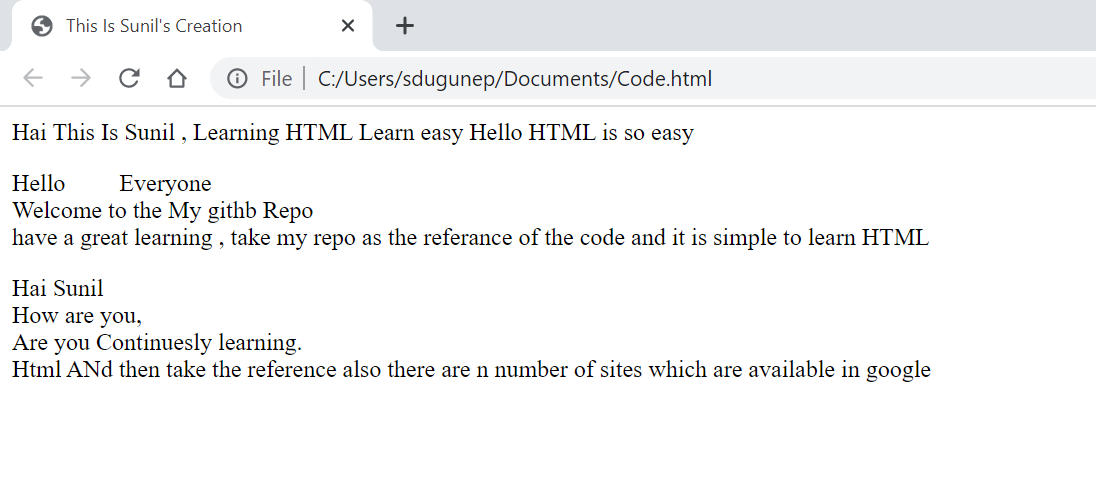 This Is Sunil's Creation
File | C:/Users/sdugunep/Documents/Code.html
Hai This Is Sunil , Learning HTML Learn easy Hello HTML is so easy
Hello Everyone
Welcome to the My githb Repo
have a great learning , take my repo as the referance of the code and it is simple to learn HTML
Hai Sunil
How are you,
Are you Continuesly learning.
Html ANd then take the reference also there are n number of sites which are available in google